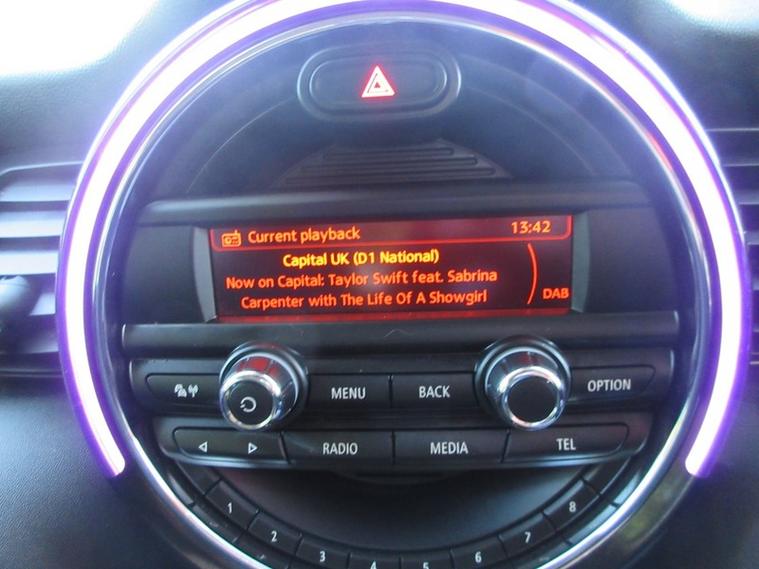 Current playback 13:42
Capital UK (D1 National)
Now on Capital: Taylor Swift feat. Sabrina
Carpenter with The Life Of A Showgirl
DAB
MENU BACK OPTION
RADIO MEDIA TEL
1 2 3 4 5 6 7 8